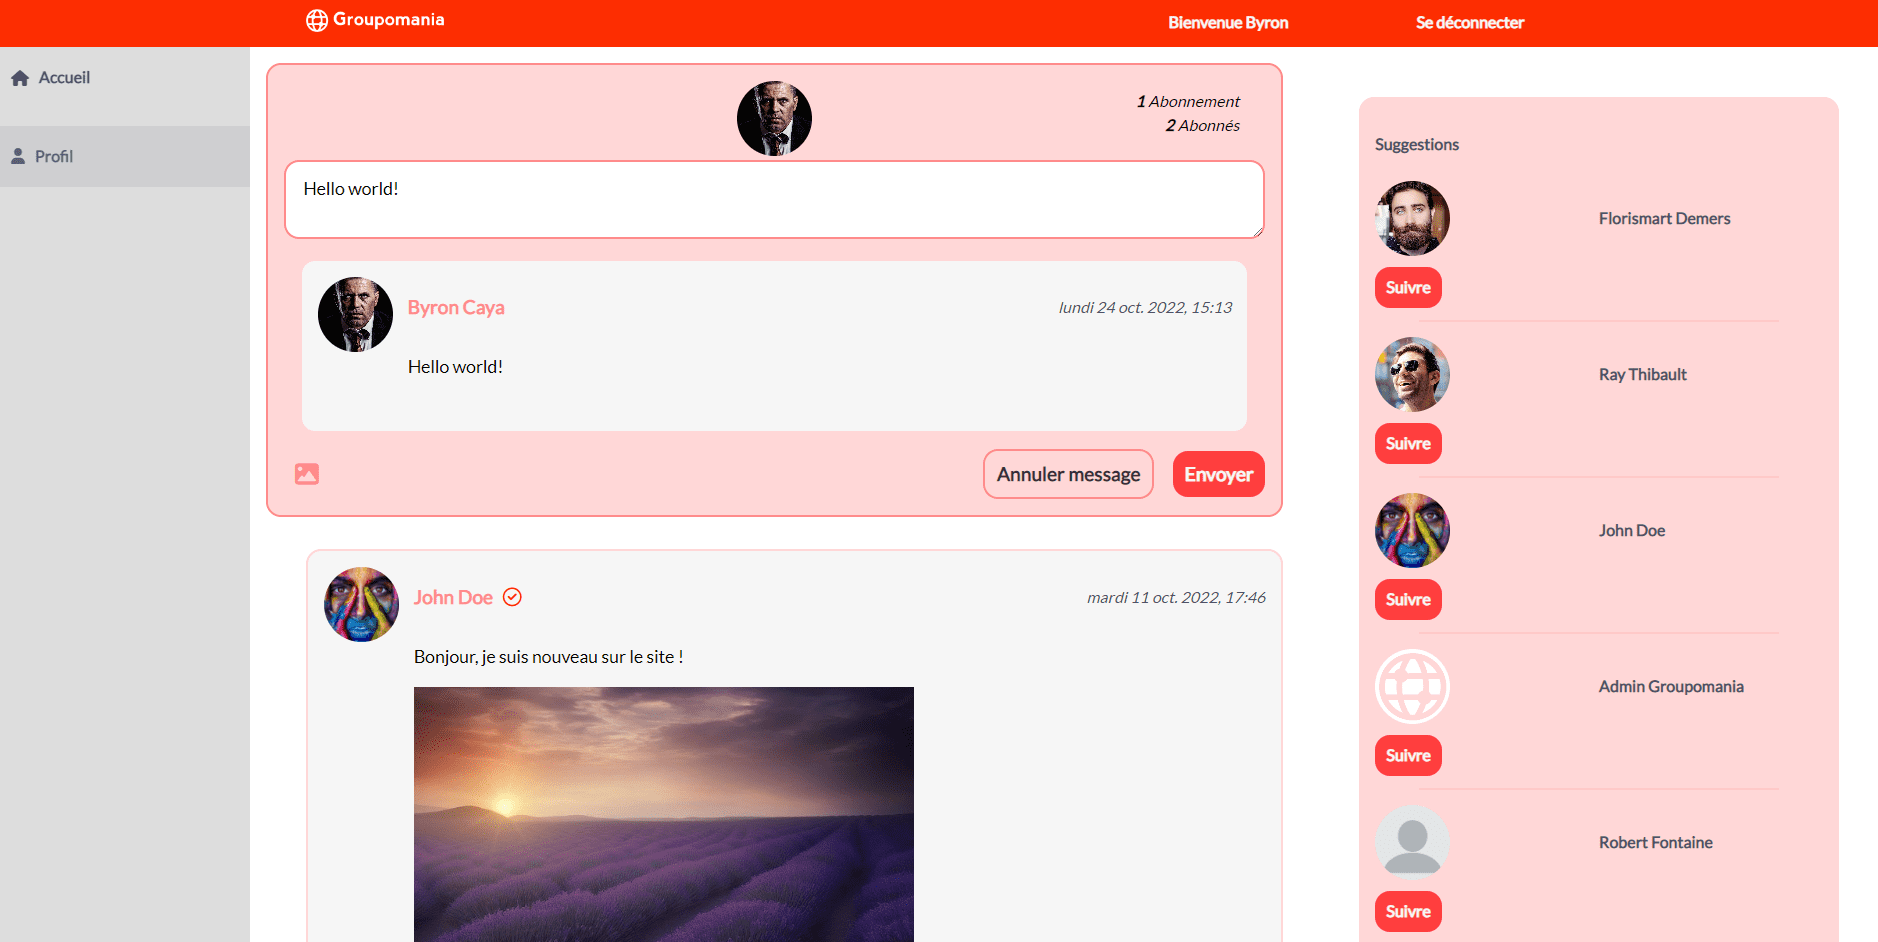 Groupomania
Bienvenue Byron
Se déconnecter
Accueil
Profil
1 Abonnement
2 Abonnés
Hello world!
Byron Caya
lundi 24 oct. 2022, 15:13
Hello world!
Annuler message
Envoyer
John Doe
mardi 11 oct. 2022, 17:46
Bonjour, je suis nouveau sur le site !
Suggestions
Florismart Demers
Suivre
Ray Thibault
Suivre
John Doe
Suivre
Admin Groupomania
Suivre
Robert Fontaine
Suivre